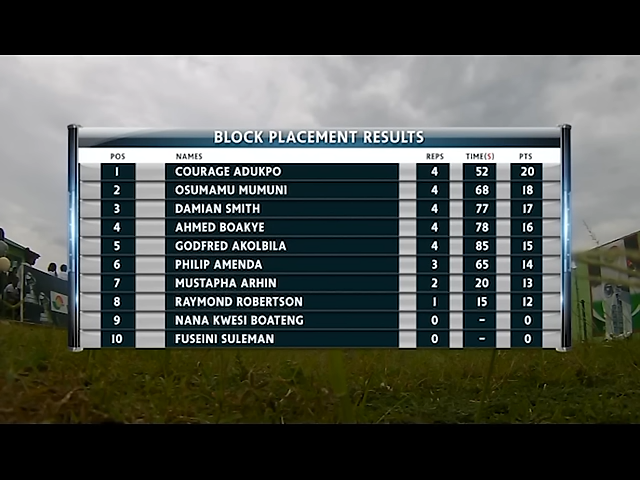 BLOCK PLACEMENT RESULTS
POS NAMES REPS TIME(S) PTS
1 COURAGE ADUKPO 4 52 20
2 OSUMAMU MUMUNI 4 68 18
3 DAMIAN SMITH 4 77 17
4 AHMED BOAKYE 4 78 16
5 GODFRED AKOLBILA 4 85 15
6 PHILIP AMENDA 3 65 14
7 MUSTAPHA ARHIN 2 20 13
8 RAYMOND ROBERTSON 1 15 12
9 NANA KWESI BOATENG 0 - 0
10 FUSEINI SULEMAN 0 - 0